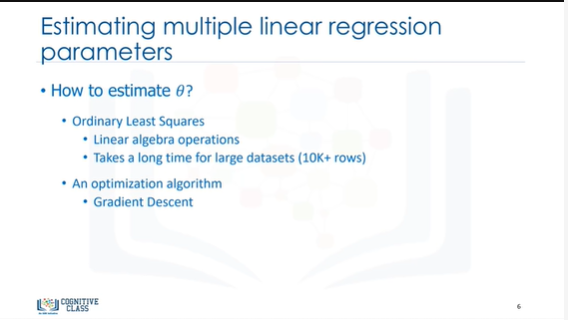 Estimating multiple linear regression
parameters
• How to estimate θ?
• Ordinary Least Squares
• Linear algebra operations
• Takes a long time for large datasets (10K+ rows)
• An optimization algorithm
• Gradient Descent
COGNITIVE
CLASS
6